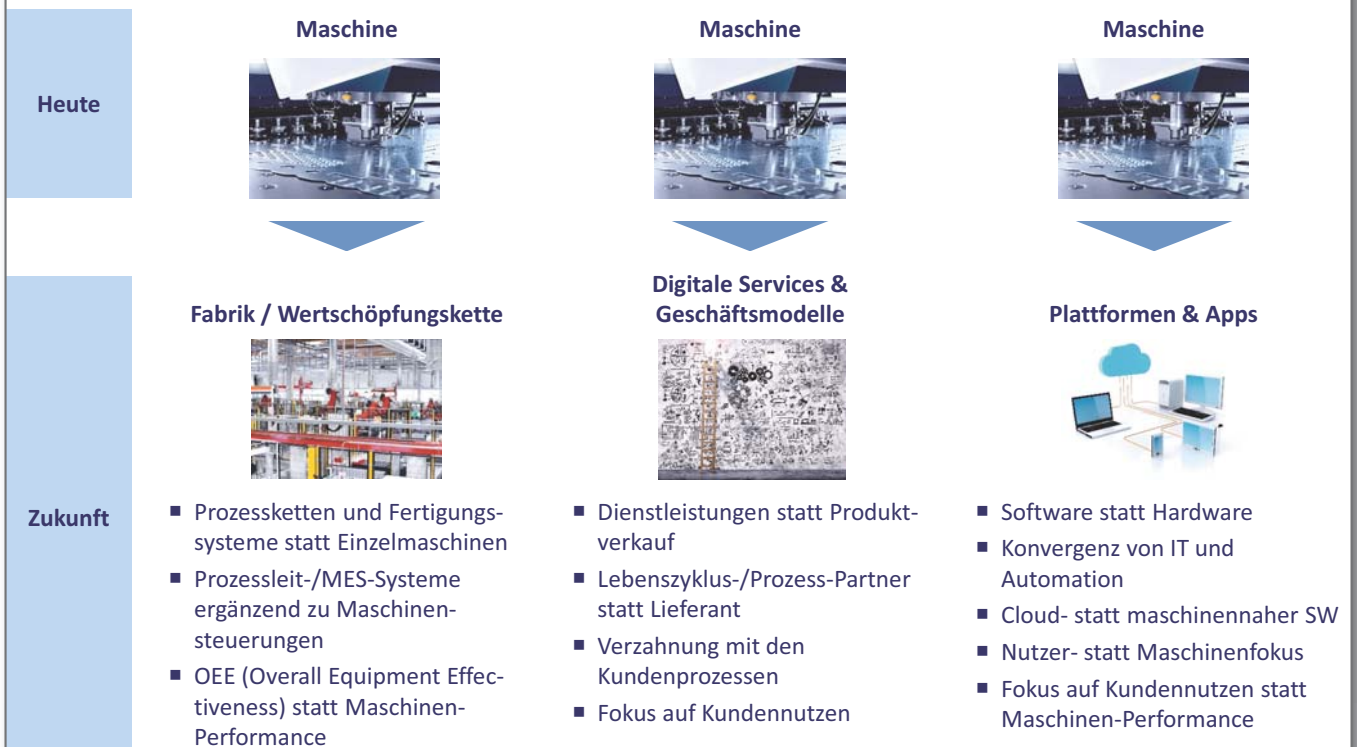 Heute
Maschine
Maschine
Maschine
Zukunft
Fabrik / Wertschöpfungskette
Prozessketten und Fertigungs-
systeme statt Einzelmaschinen
Prozessleit-/MES-Systeme
ergänzend zu Maschinen-
steuerungen
OEE (Overall Equipment Effec-
tiveness) statt Maschinen-
Performance
Digitale Services &
Geschäftsmodelle
Dienstleistungen statt Produkt-
verkauf
Lebenszyklus-/Prozess-Partner
statt Lieferant
Verzahnung mit den
Kundenprozessen
Fokus auf Kundennutzen
Plattformen & Apps
Software statt Hardware
Konvergenz von IT und
Automation
Cloud- statt maschinennaher SW
Nutzer- statt Maschinenfokus
Fokus auf Kundennutzen statt
Maschinen-Performance